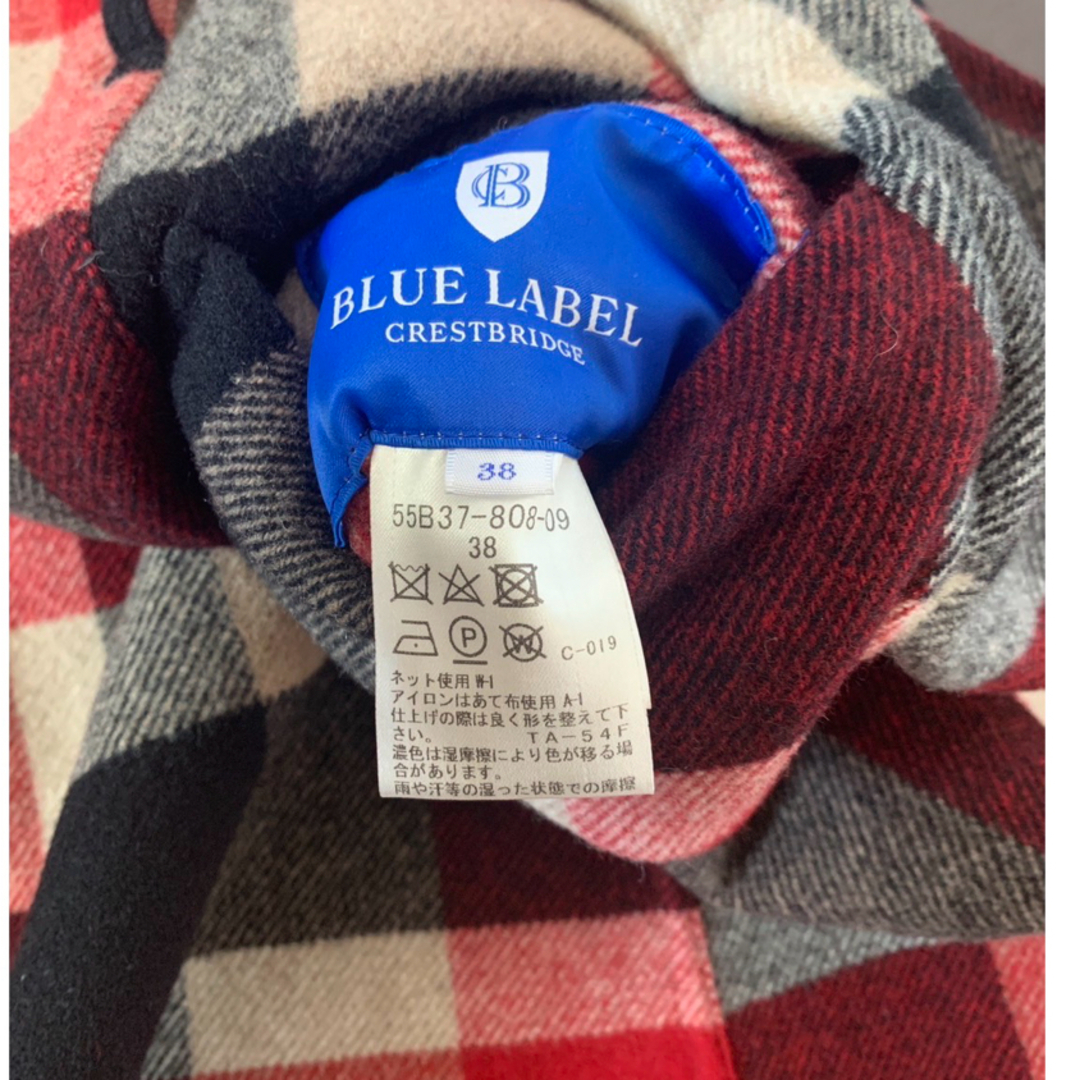 CB
BLUE LABEL
CRESTBRIDGE
38
55B37-808-09
38
P W C-019
ネット使用 W-1
アイロンはあて布使用 A-1
仕上げの際は良く形を整えて下
さい。 TA-54F
濃色は湿摩擦により色が移る場
合があります。
雨や汗等の湿った状態での摩擦